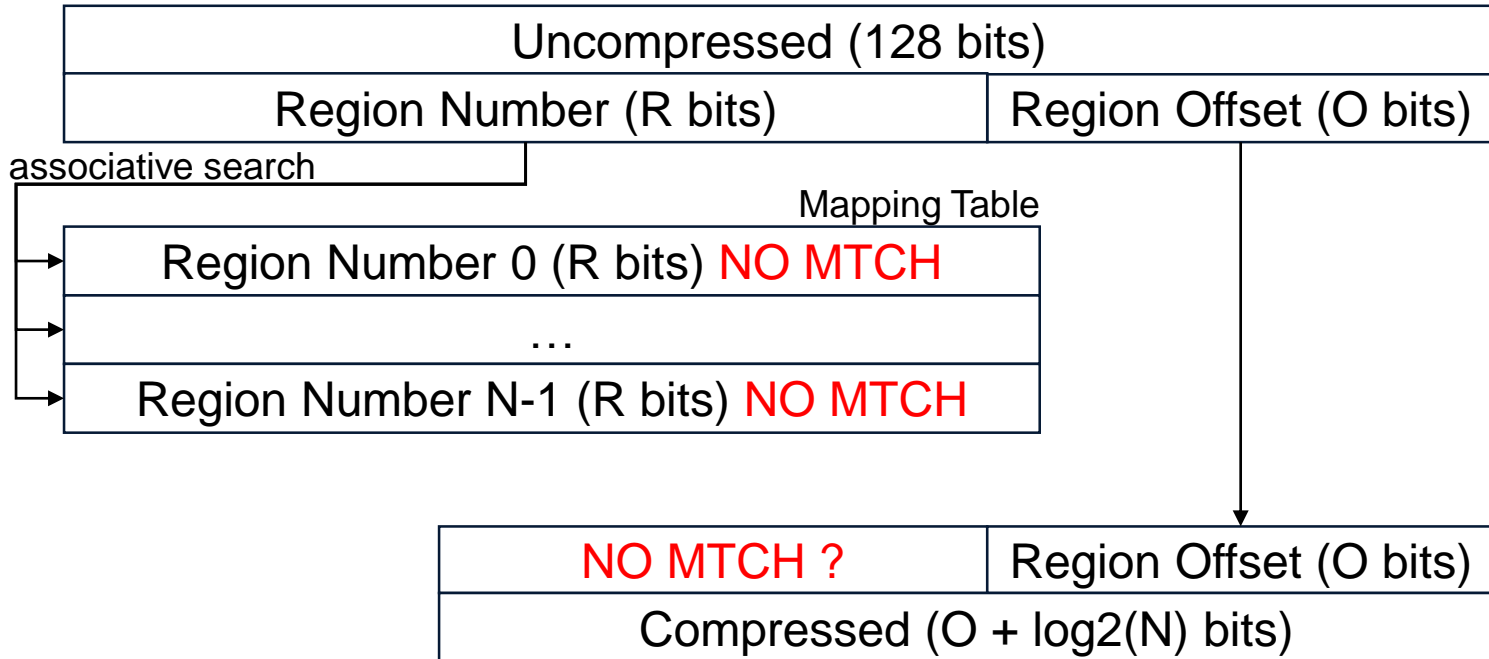 Uncompressed (128 bits)
Region Number (R bits)
Region Offset (O bits)
associative search
Mapping Table
Region Number 0 (R bits) NO MTCH
…
Region Number N-1 (R bits) NO MTCH
NO MTCH ?
Region Offset (O bits)
Compressed (O + log2(N) bits)